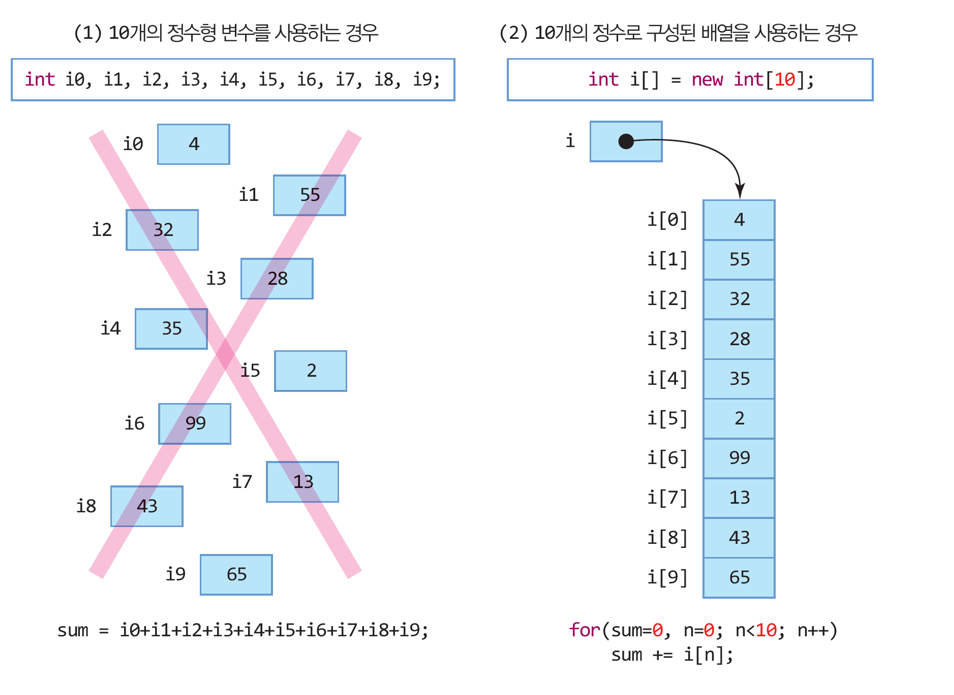 (1) 10개의 정수형 변수를 사용하는 경우
int i0, i1, i2, i3, i4, i5, i6, i7, i8, i9;
i0 4
i1 55
i2 32
i3 28
i4 35
i5 2
i6 99
i7 13
i8 43
i9 65
sum = i0+i1+i2+i3+i4+i5+i6+i7+i8+i9;
(2) 10개의 정수로 구성된 배열을 사용하는 경우
int i[] = new int[10];
i
i[0] 4
i[1] 55
i[2] 32
i[3] 28
i[4] 35
i[5] 2
i[6] 99
i[7] 13
i[8] 43
i[9] 65
for(sum=0, n=0; n<10; n++)
sum += i[n];